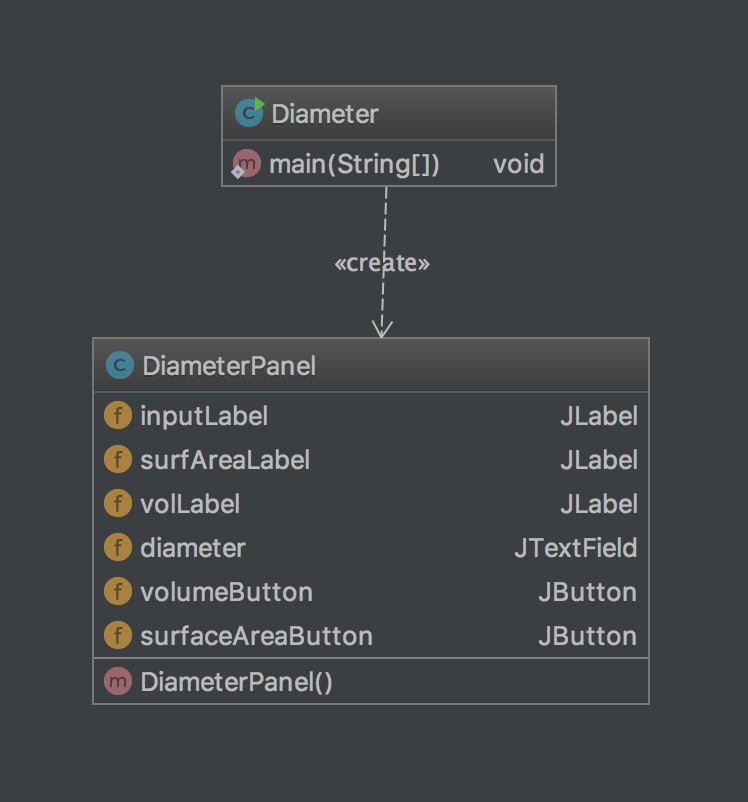 Diameter
main(String[]) void
«create»
DiameterPanel
inputLabel JLabel
surfAreaLabel JLabel
volLabel JLabel
diameter JTextField
volumeButton JButton
surfaceAreaButton JButton
DiameterPanel()